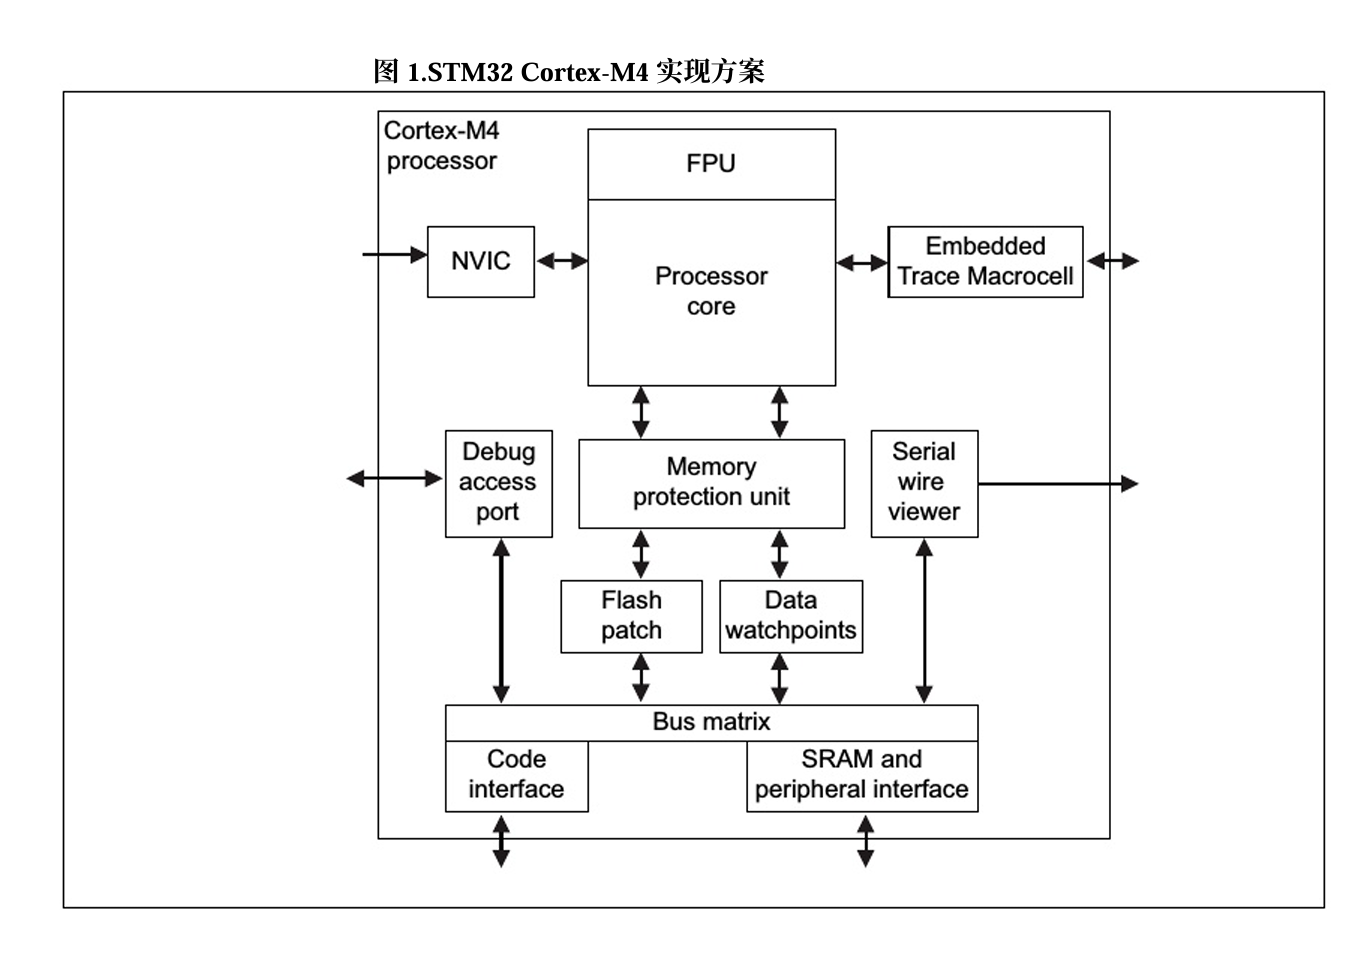 图 1.STM32 Cortex-M4 实现方案
Cortex-M4
processor
FPU
NVIC
Processor
core
Embedded
Trace Macrocell
Debug
access
port
Memory
protection unit
Serial
wire
viewer
Flash
patch
Data
watchpoints
Bus matrix
Code
interface
SRAM and
peripheral interface